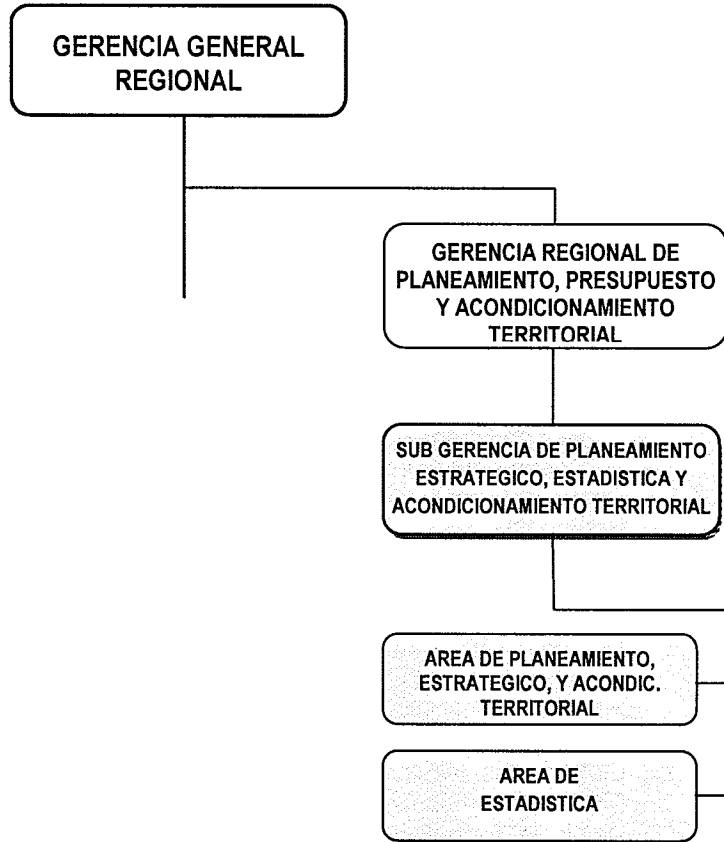 GERENCIA GENERAL
REGIONAL
GERENCIA REGIONAL DE
PLANEAMIENTO, PRESUPUESTO
Y ACONDICIONAMIENTO
TERRITORIAL
SUB GERENCIA DE PLANEAMIENTO
ESTRATEGICO, ESTADISTICA Y
ACONDICIONAMIENTO TERRITORIAL
AREA DE PLANEAMIENTO,
ESTRATEGICO, Y ACONDIC.
TERRITORIAL
AREA DE
ESTADISTICA